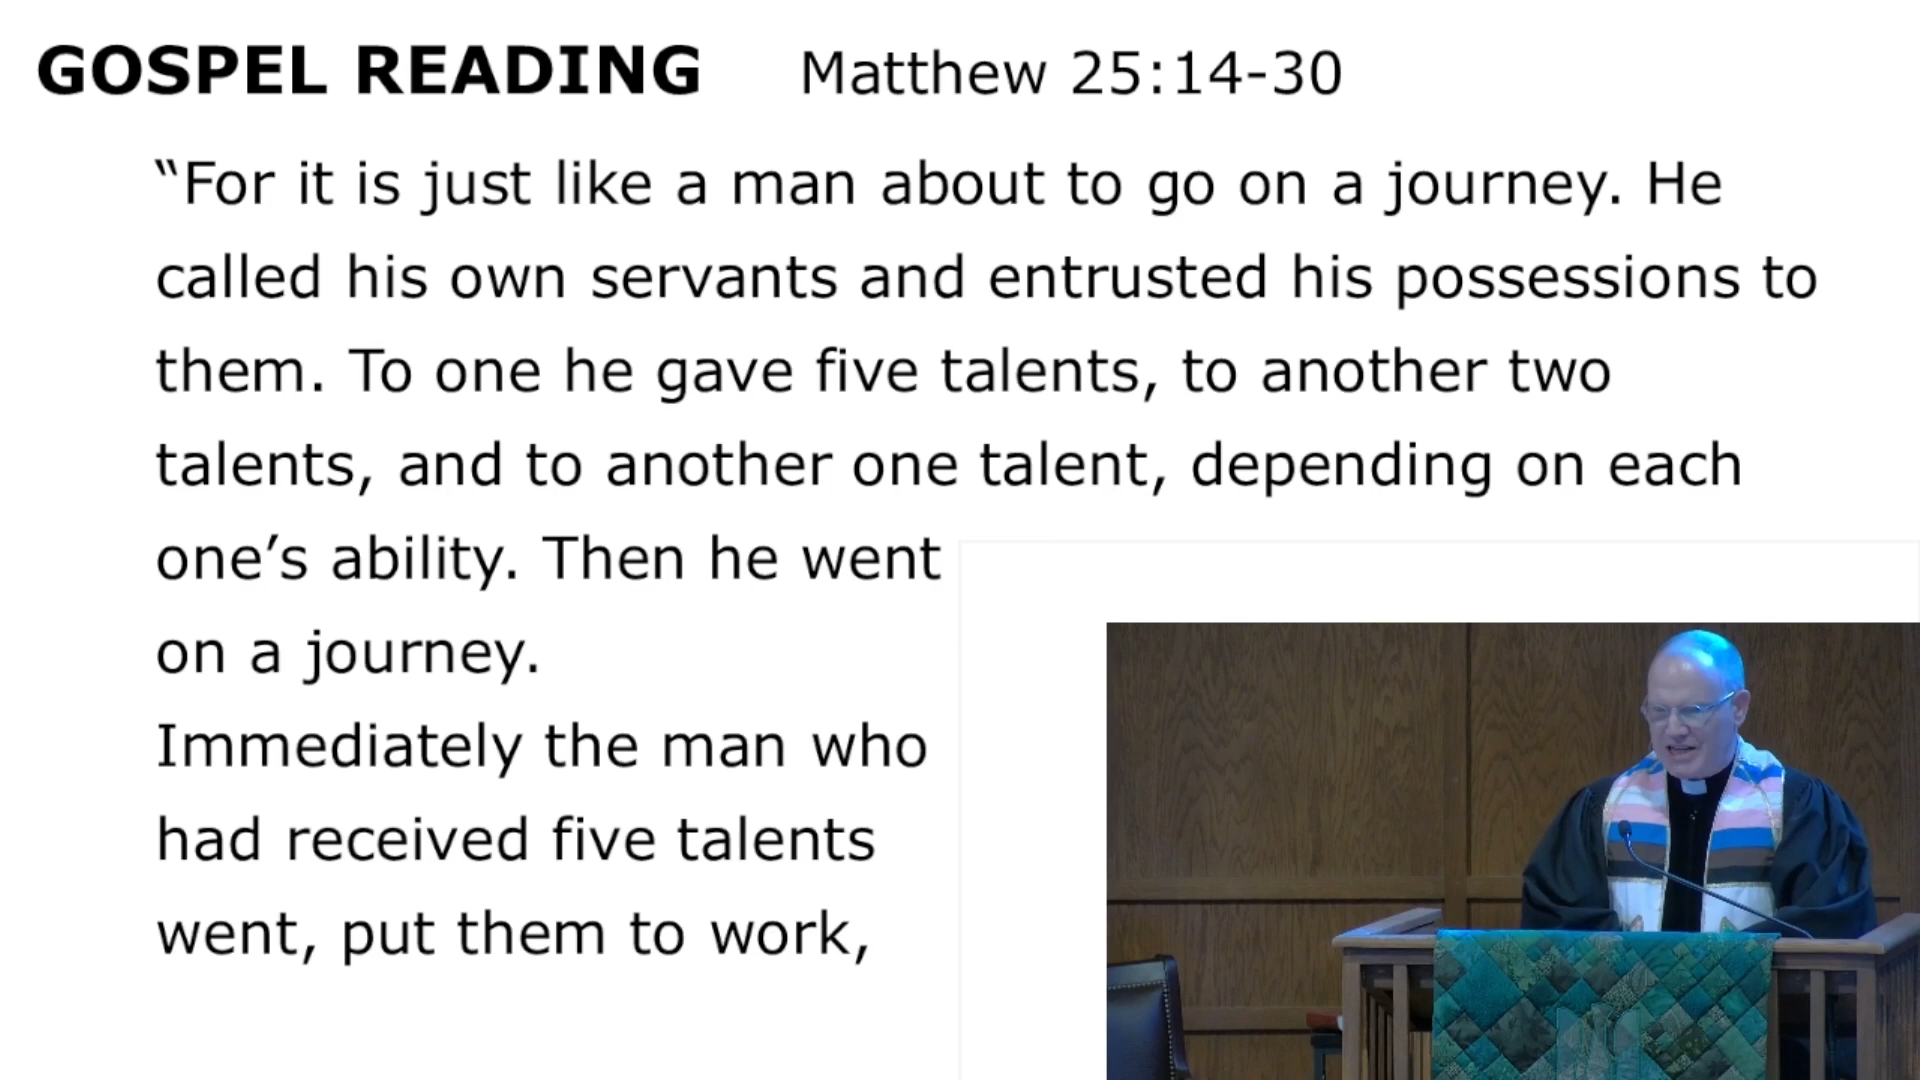 GOSPEL READING Matthew 25:14-30
“For it is just like a man about to go on a journey. He
called his own servants and entrusted his possessions to
them. To one he gave five talents, to another two
talents, and to another one talent, depending on each
one’s ability. Then he went
on a journey.
Immediately the man who
had received five talents
went, put them to work,